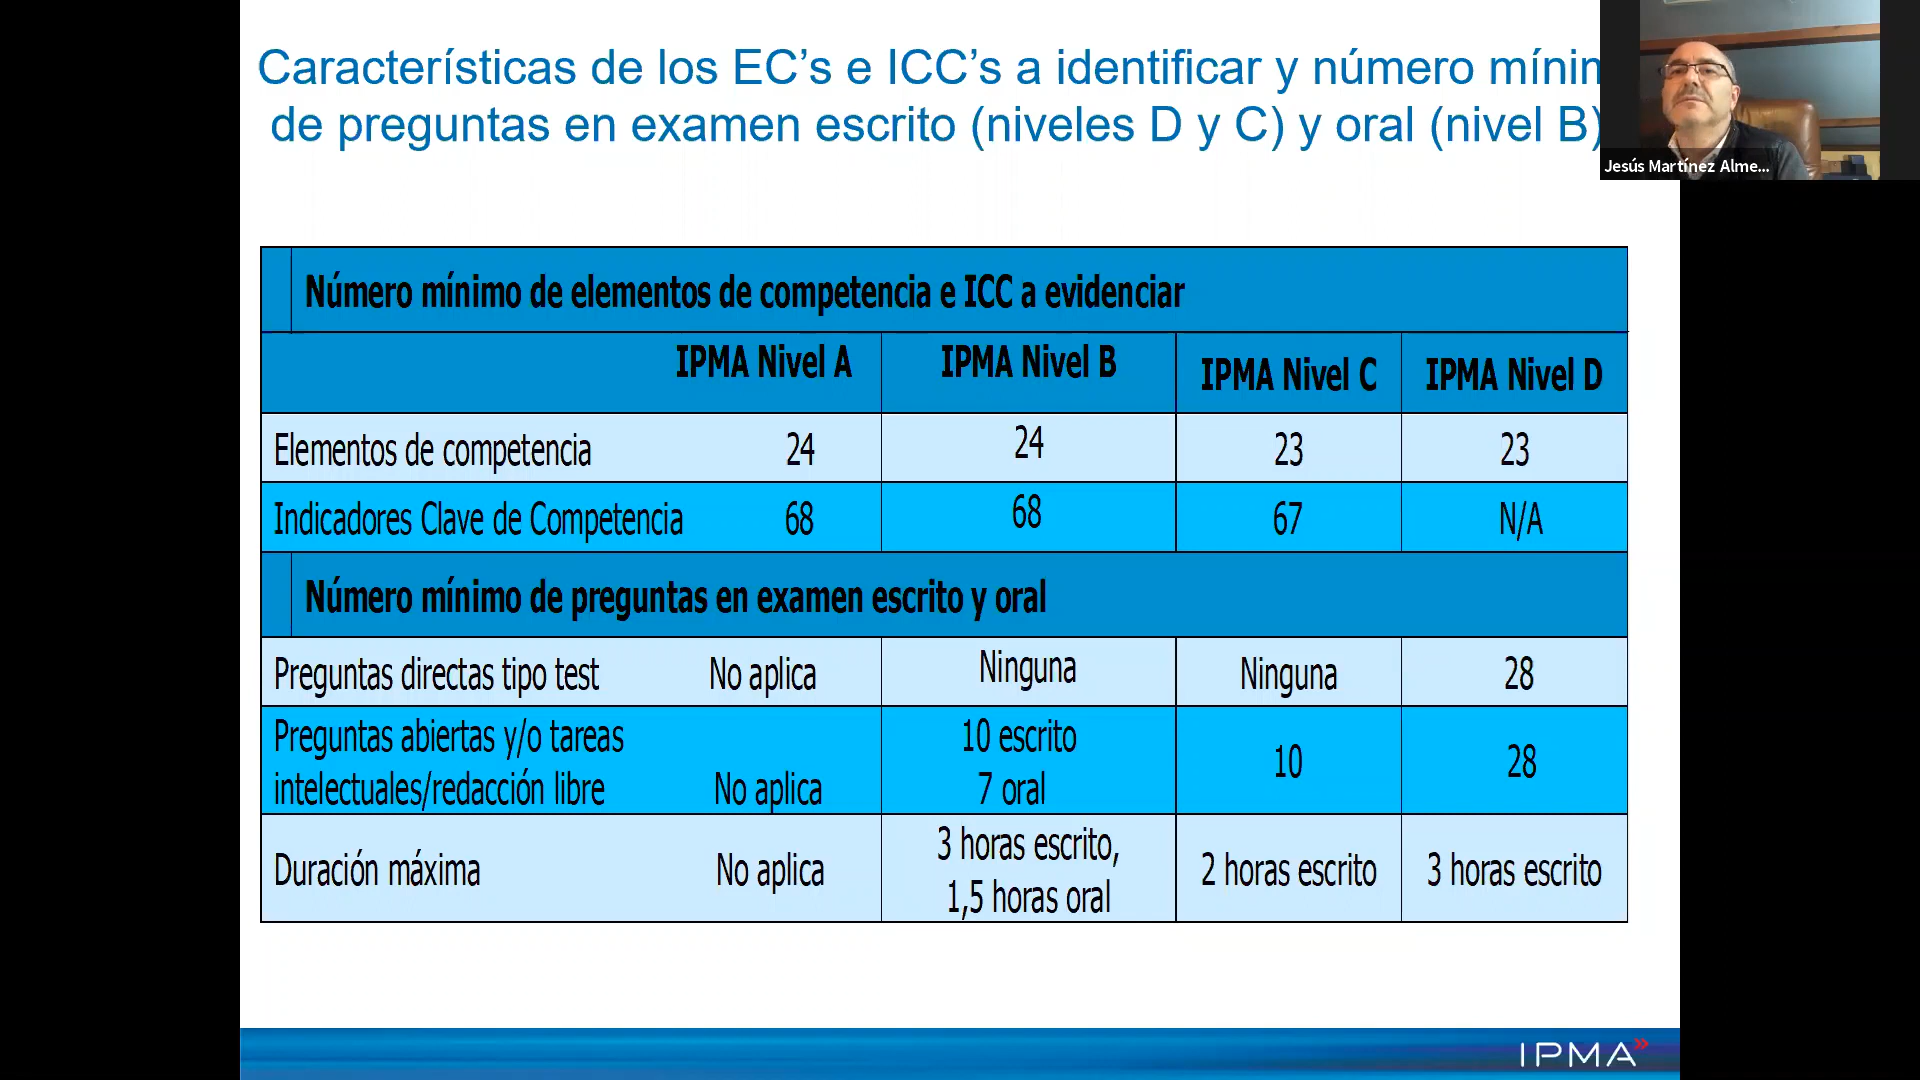 Características de los EC’s e ICC’s a identificar y número
de preguntas en examen escrito (niveles D y C) y oral (nivel B)
Jesús Martínez Alme...
Número mínimo de elementos de competencia e ICC a evidenciar
IPMA Nivel A IPMA Nivel B IPMA Nivel C IPMA Nivel D
Elementos de competencia 24 24 23 23
Indicadores Clave de Competencia 68 68 67 N/A
Número mínimo de preguntas en examen escrito y oral
Preguntas directas tipo test No aplica Ninguna Ninguna 28
Preguntas abiertas y/o tareas
intelectuales/redacción libre No aplica 10 escrito
7 oral 10 28
Duración máxima No aplica 3 horas escrito,
1,5 horas oral 2 horas escrito 3 horas escrito
IPMA